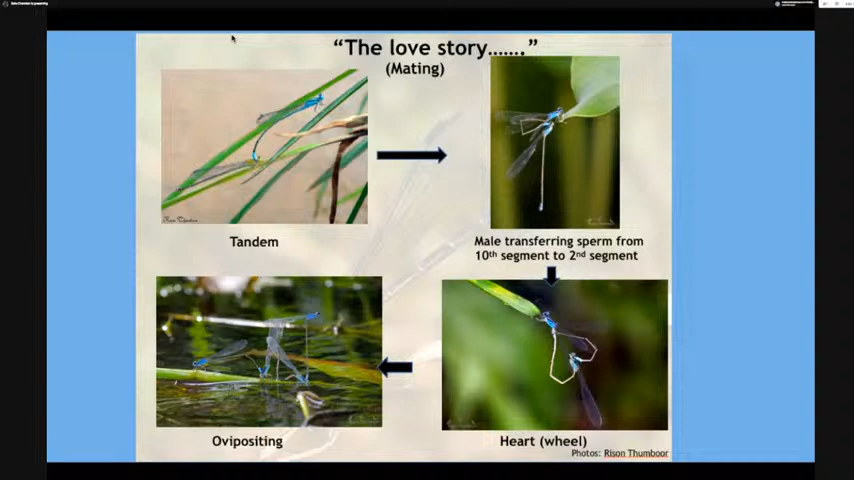 “The love story.......”
(Mating)
Tandem
Male transferring sperm from
10th segment to 2nd segment
Ovipositing
Heart (wheel)
Photos: Rison Thumboor